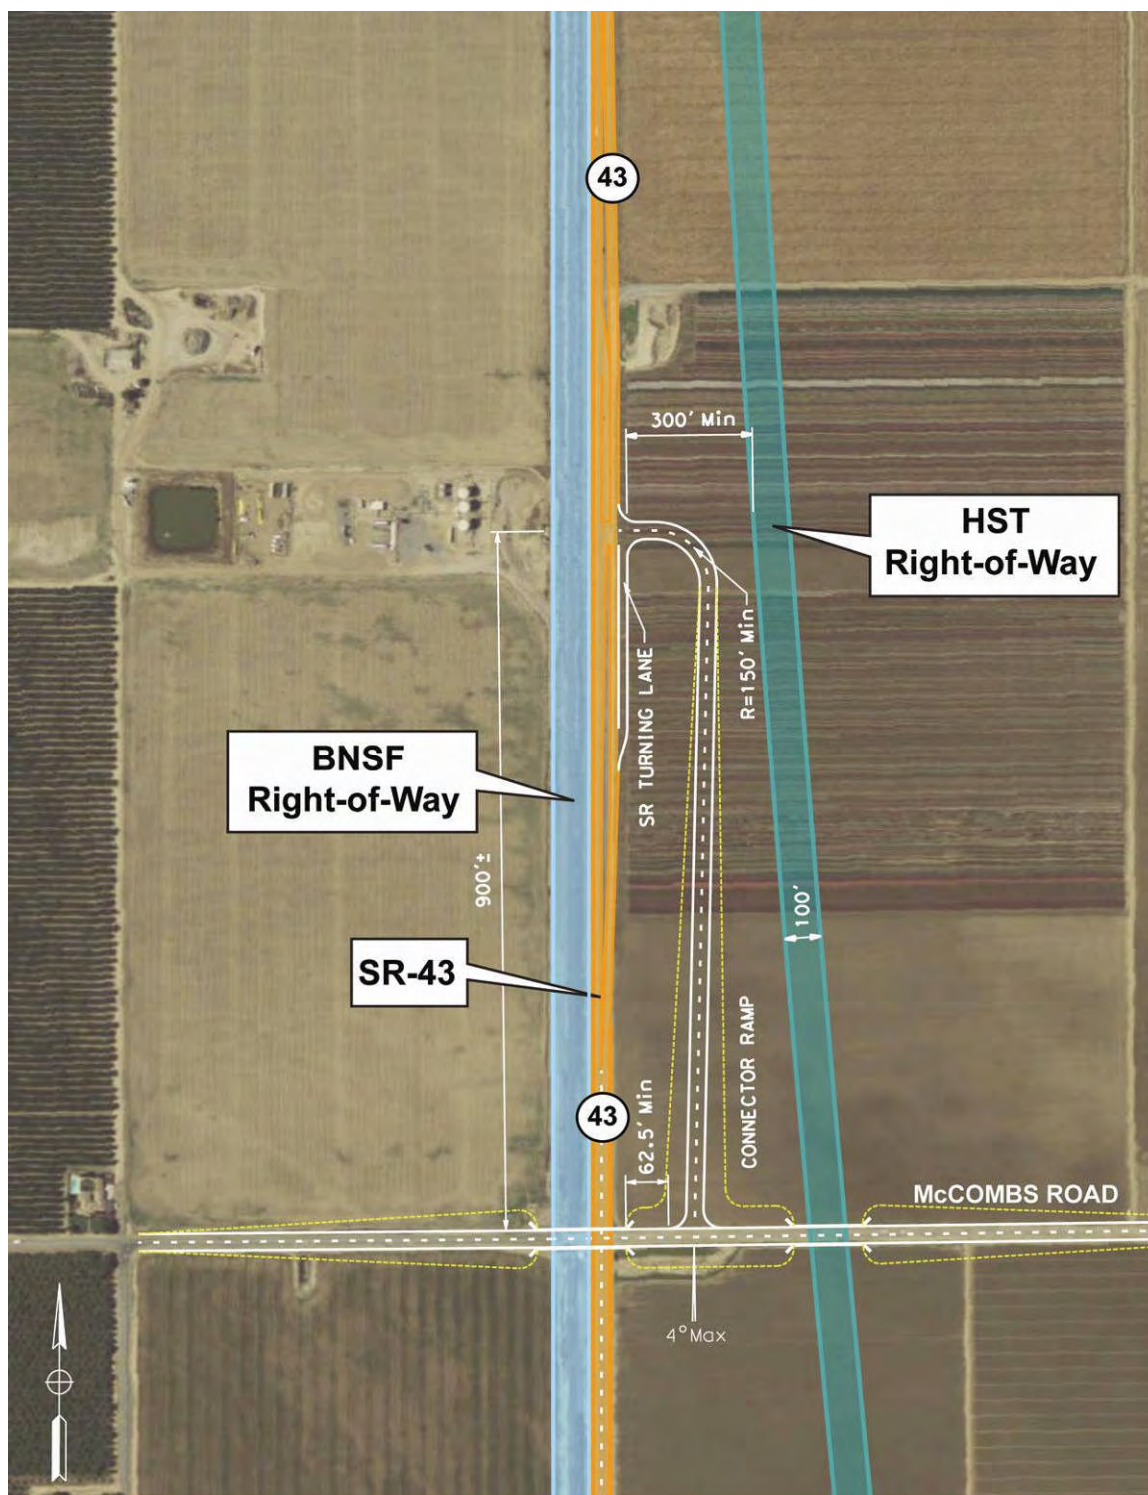 43
300' Min
HST
Right-of-Way
R=150' Min
SR TURNING LANE
BNSF
Right-of-Way
900'±
100'
SR-43
CONNECTOR RAMP
62.5' Min
43
McCOMBS ROAD
4°Max